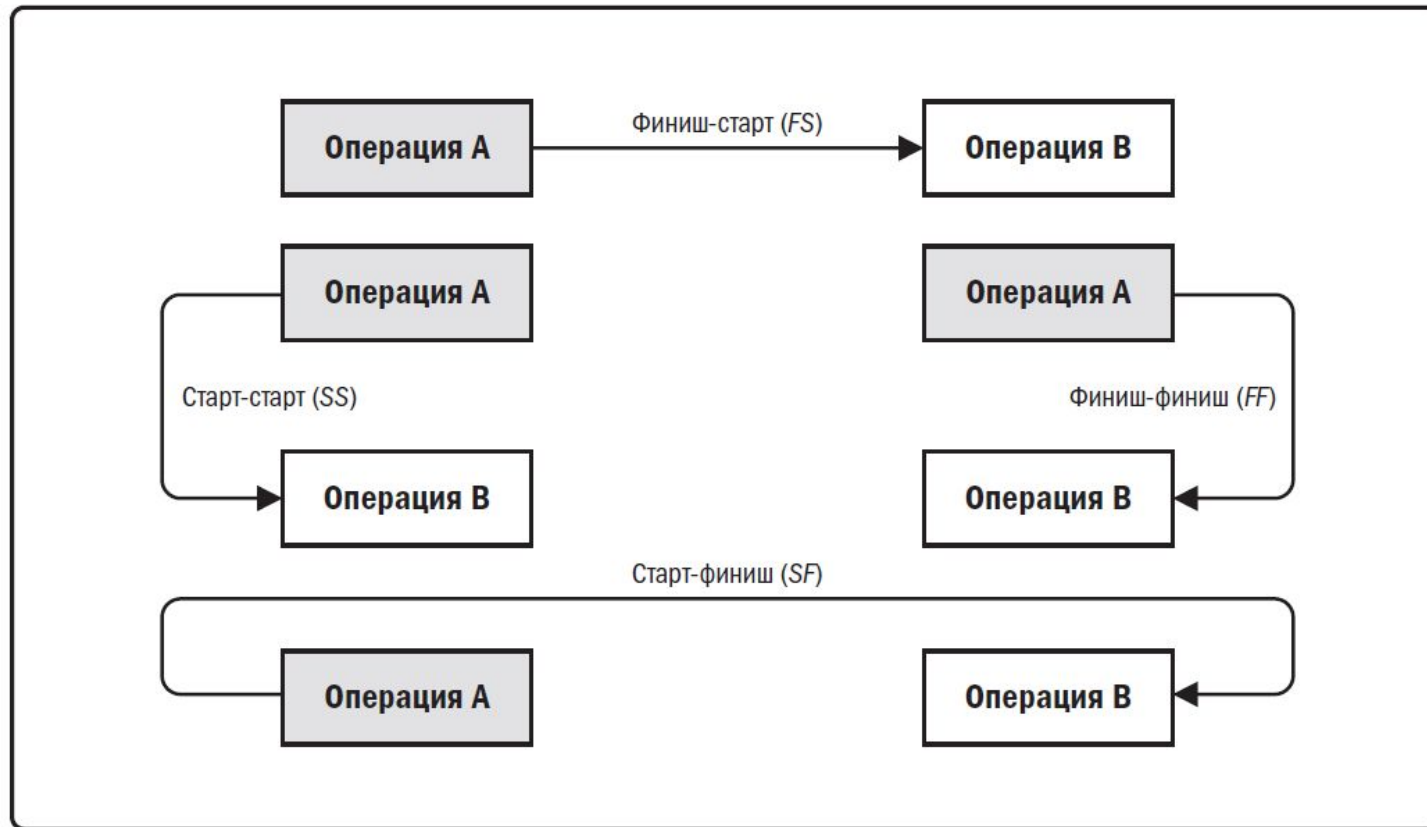 Финиш-старт (FS)
Операция A
Операция B
Операция A
Операция A
Старт-старт (SS)
Финиш-финиш (FF)
Операция B
Операция B
Старт-финиш (SF)
Операция A
Операция B